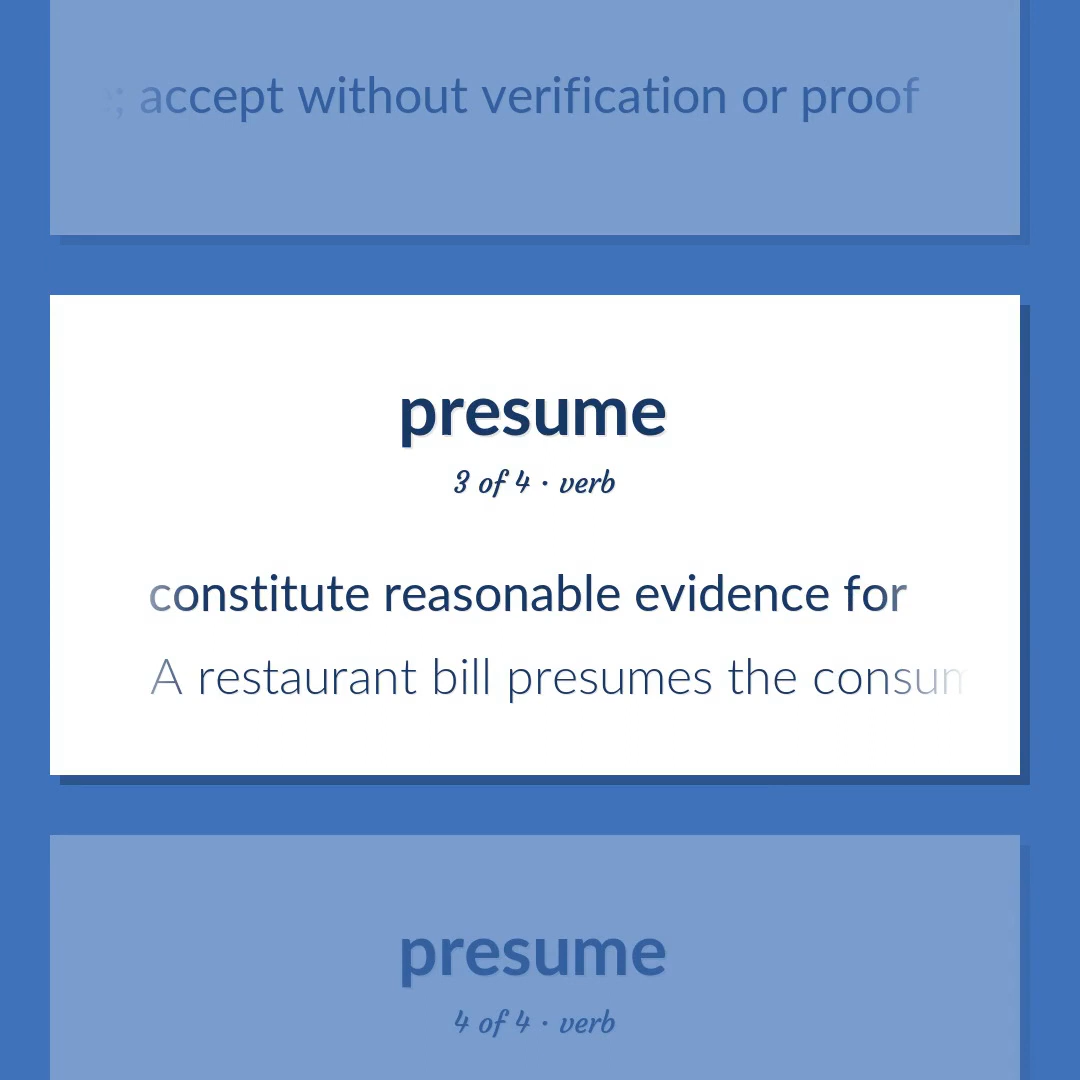 ; accept without verification or proof
presume
3 of 4 · verb
constitute reasonable evidence for
A restaurant bill presumes the consum
presume
4 of 4 · verb